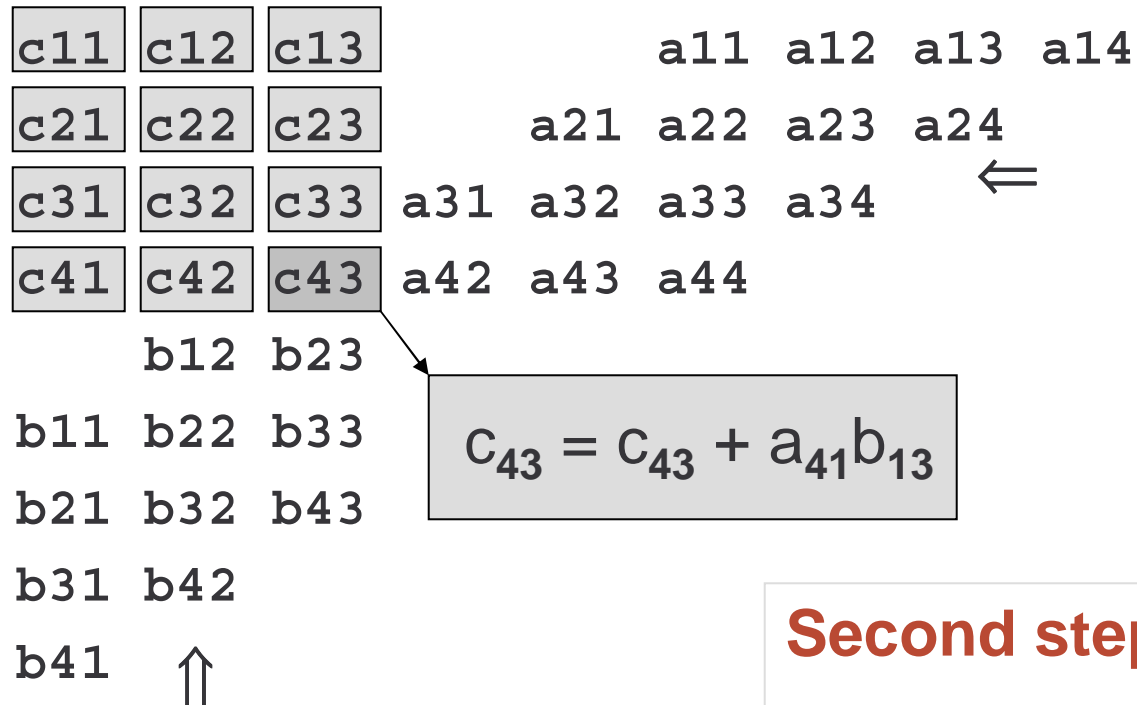 c11 c12 c13 a11 a12 a13 a14
c21 c22 c23 a21 a22 a23 a24
⇐
c31 c32 c33 a31 a32 a33 a34
c41 c42 c43 a42 a43 a44
b12 b23
b11 b22 b33
c₄₃ = c₄₃ + a₄₁b₁₃
b21 b32 b43
b31 b42
Second step
b41 ⇑